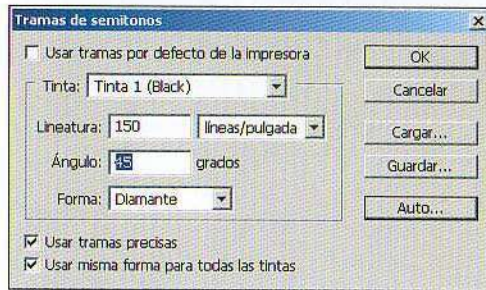 Tramas de semitonos
Usar tramas por defecto de la impresora
OK
Tinta: Tinta 1 (Black)
Cancelar
Lineatura: 150 líneas/pulgada
Cargar...
Ángulo: 45 grados
Guardar...
Forma: Diamante
Auto...
Usar tramas precisas
Usar misma forma para todas las tintas